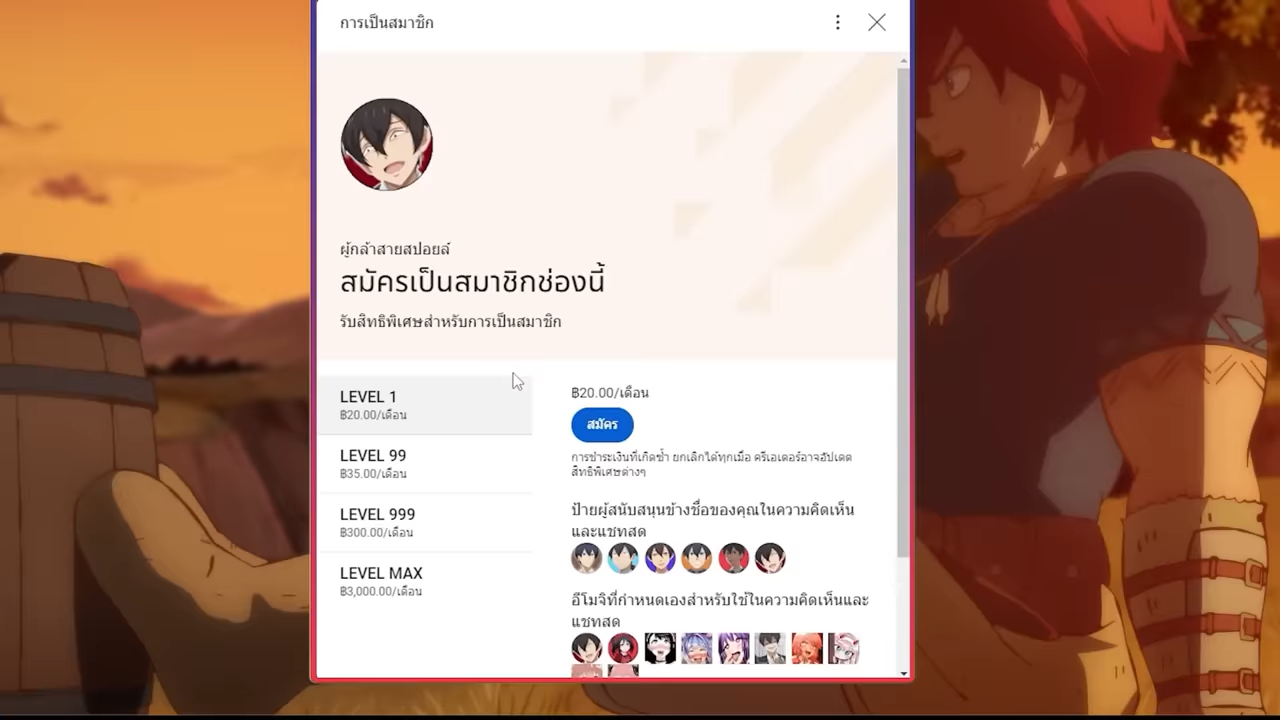 การเป็นสมาชิก
ผู้กล้าสายสปอยล์
สมัครเป็นสมาชิกช่องนี้
รับสิทธิพิเศษสำหรับการเป็นสมาชิก
LEVEL 1
฿20.00/เดือน
LEVEL 99
฿35.00/เดือน
LEVEL 999
฿300.00/เดือน
LEVEL MAX
฿3,000.00/เดือน
฿20.00/เดือน
สมัคร
การชำระเงินที่เกิดซ้ำ ยกเลิกได้ทุกเมื่อ ครีเอเตอร์อาจอัปเดต
สิทธิพิเศษต่างๆ
ป้ายผู้สนับสนุนข้างชื่อของคุณในความคิดเห็น
และแชทสด
อีโมจิที่กำหนดเองสำหรับใช้ในความคิดเห็นและ
แชทสด